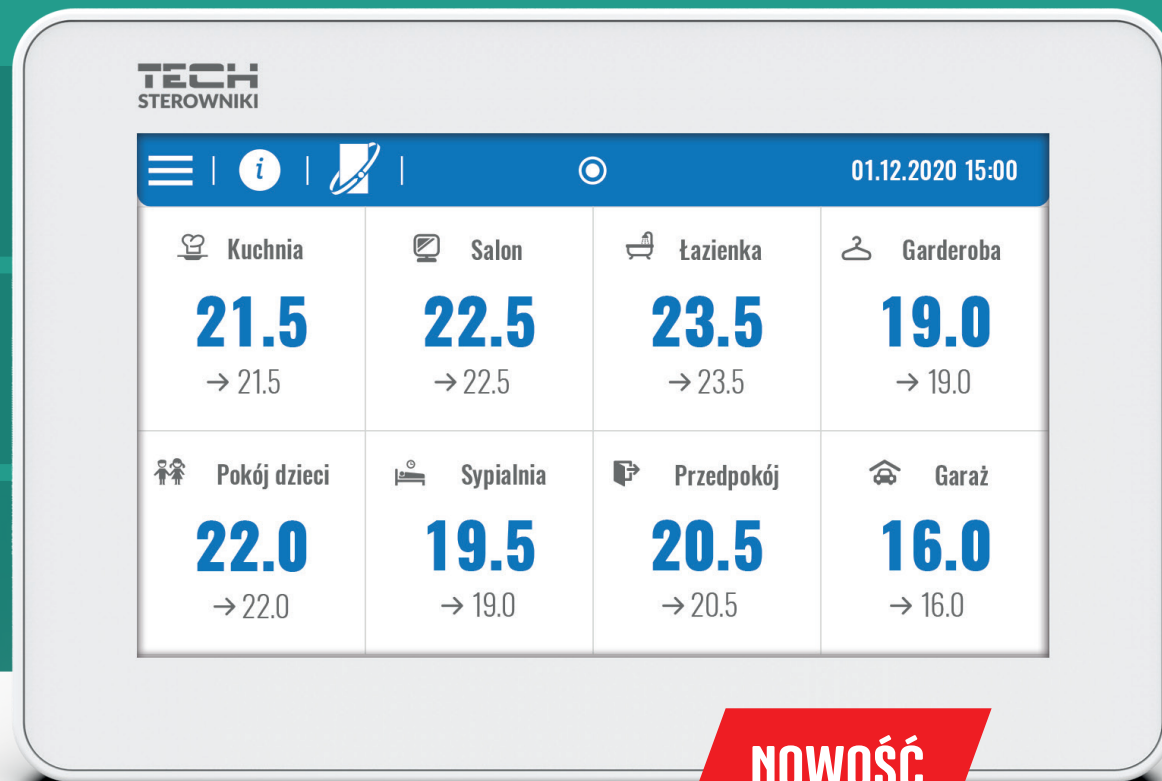 TECH
STEROWNIKI
01.12.2020 15:00
Kuchnia
21.5
→ 21.5
Salon
22.5
→ 22.5
Łazienka
23.5
→ 23.5
Garderoba
19.0
→ 19.0
Pokój dzieci
22.0
→ 22.0
Sypialnia
19.5
→ 19.0
Przedpokój
20.5
→ 20.5
Garaż
16.0
→ 16.0
NOWOŚĆ